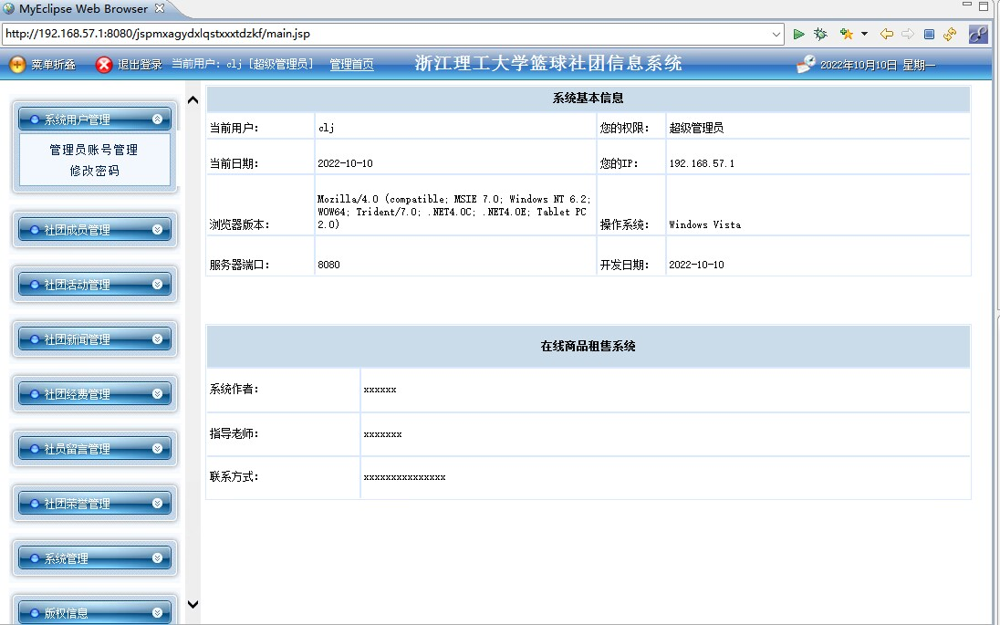 MyEclipse Web Browser
http://192.168.57.1:8080/jspmxagydxlqstxxxtdzkf/main.jsp
菜单折叠 退出登录 当前用户：clj [超级管理员] 管理首页 浙江理工大学篮球社团信息系统 2022年10月10日 星期一
系统用户管理
管理员账号管理
修改密码
社团成员管理
社团活动管理
社团新闻管理
社团经费管理
社员留言管理
社团荣誉管理
系统管理
版权信息
系统基本信息
当前用户： clj 您的权限： 超级管理员
当前日期： 2022-10-10 您的IP： 192.168.57.1
Mozilla/4.0 (compatible; MSIE 7.0; Windows NT 6.2;
WOW64; Trident/7.0; .NET4.0C; .NET4.0E; Tablet PC
浏览器版本： 2.0) 操作系统： Windows Vista
服务器端口： 8080 开发日期： 2022-10-10
在线商品租售系统
系统作者： xxxxxx
指导老师： xxxxxxx
联系方式： xxxxxxxxxxxxxxx